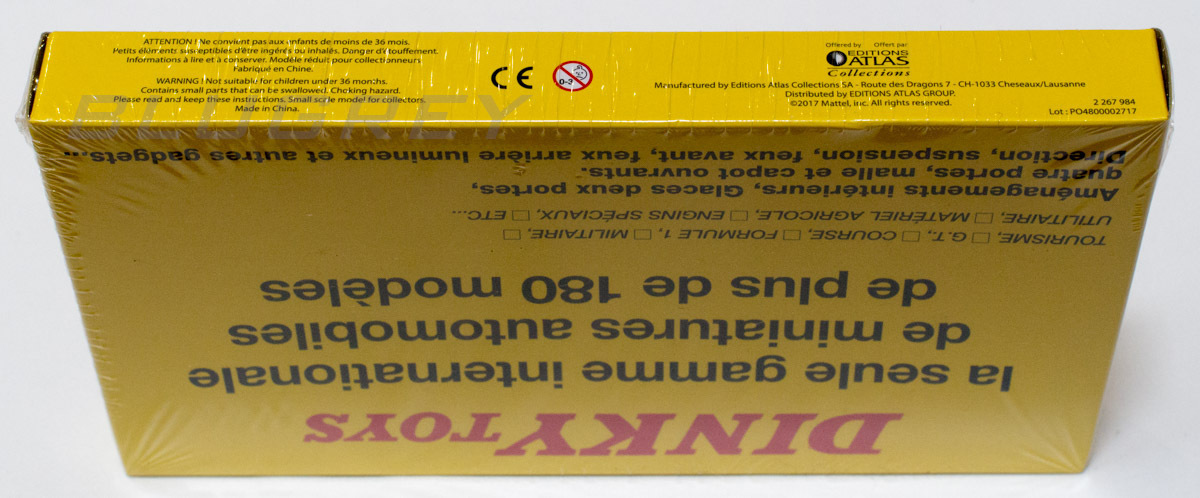 ATTENTION ! Ne convient pas aux enfants de moins de 36 mois.
Petits éléments susceptibles d'être ingérés ou inhalés. Danger d'étouffement.
Informations à lire et à conserver. Modèle réduit pour collectionneurs
Fabriqué en Chine.
WARNING ! Not suitable for children under 36 months.
Contains small parts that can be swallowed. Chocking hazard.
Please read and keep these instructions. Small scale model for collectors.
Made in China.
CE
0-3
Offered by Offert par
EDITIONS
ATLAS
Collections
Manufactured by Editions Atlas Collections SA - Route des Dragons 7 - CH-1033 Cheseaux/Lausanne
Distributed by EDITIONS ATLAS GROUP.
©2017 Mattel, inc. All rights reserved.
2 267 984
Lot : PO4800002717
BLUGREY
DINKY TOYS
la seule gamme internationale
de miniatures automobiles
de plus de 180 modèles
TOURISME, ☐ G.T., ☐ COURSE, ☐ FORMULE 1, ☐ MILITAIRE, ☐
UTILITAIRE, ☐ MATÉRIEL AGRICOLE, ☐ ENGINS SPÉCIAUX, ☐ ETC...
Aménagements intérieurs, Glaces deux portes,
quatre portes, malle et capot ouvrants.
Direction, suspension, feux avant, feux arrière lumineux et autres gadgets...